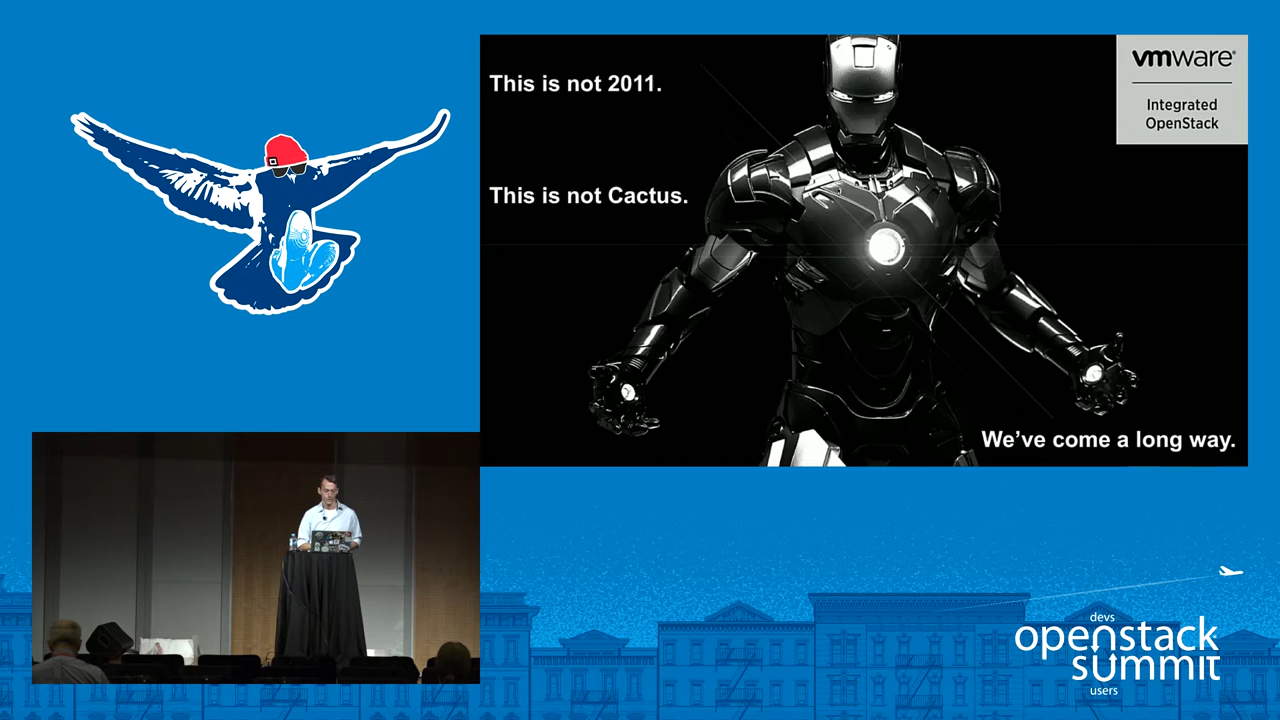 This is not 2011.
This is not Cactus.
We’ve come a long way.
vmware®
Integrated
OpenStack
devs
openstack
summit
users